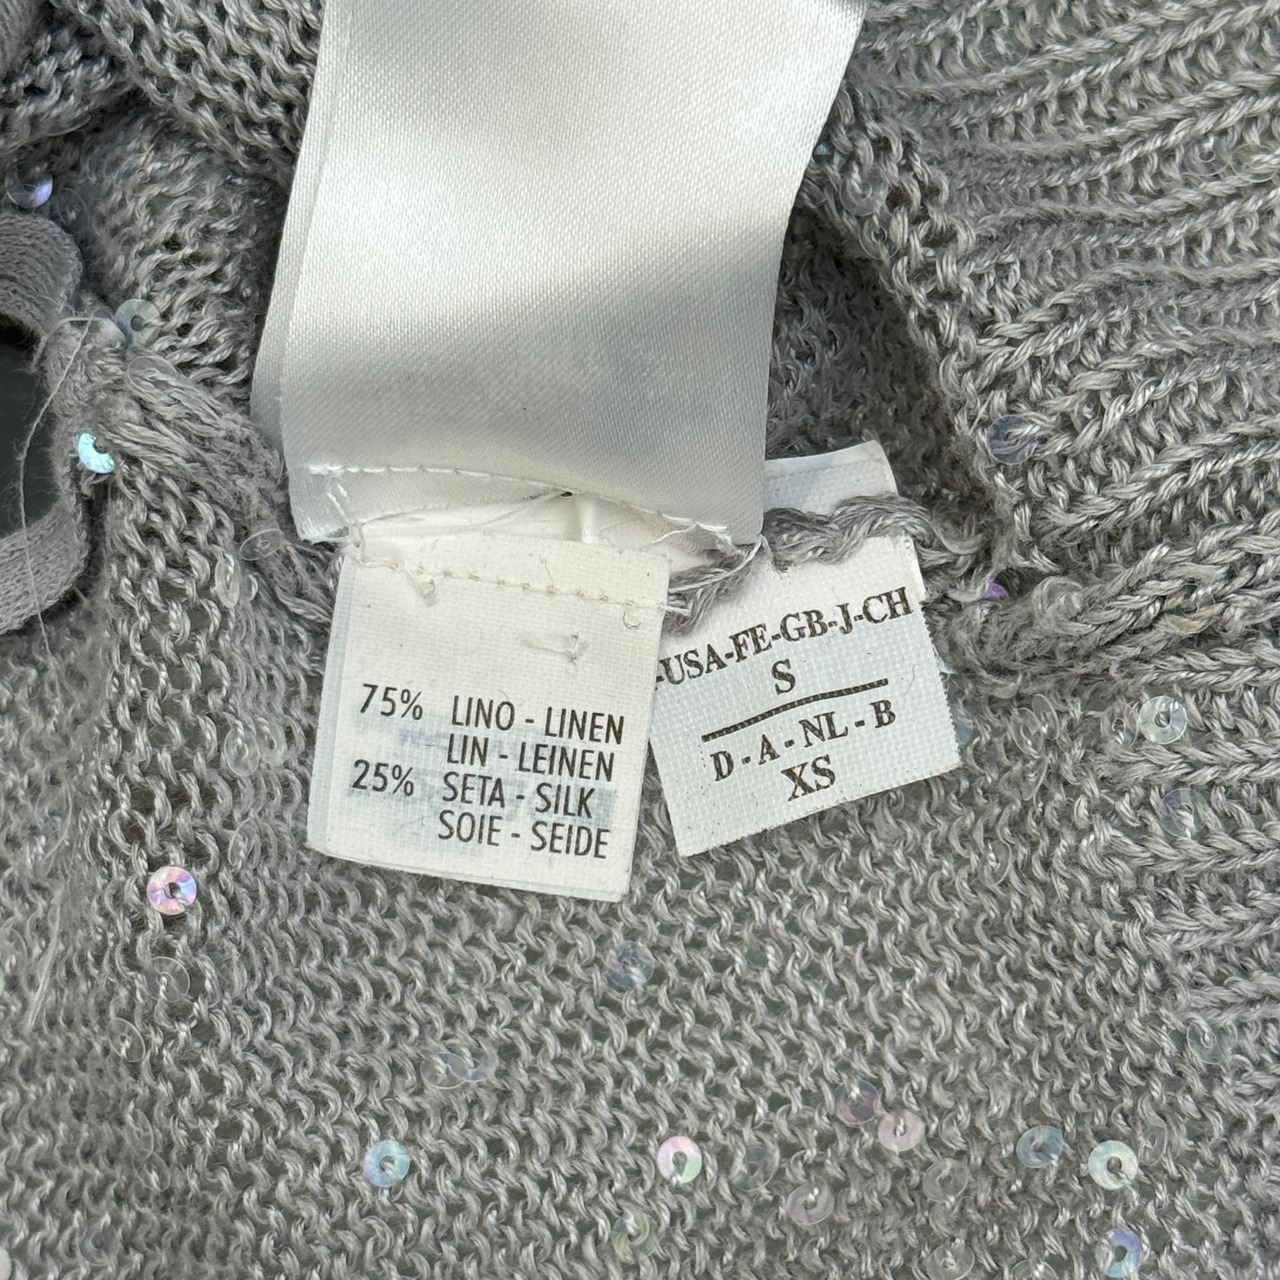 75% LINO - LINEN
LIN - LEINEN
25% SETA - SILK
SOIE - SEIDE
-USA-FE-GB-J-CH
S
D - A - NL - B
XS